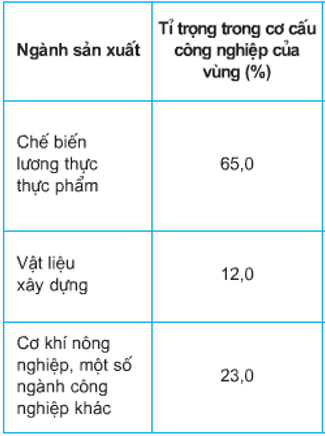 Ngành sản xuất
Tỉ trọng trong cơ cấu
công nghiệp của
vùng (%)
Chế biến
lương thực
thực phẩm
65,0
Vật liệu
xây dựng
12,0
Cơ khí nông
nghiệp, một số
ngành công
nghiệp khác
23,0